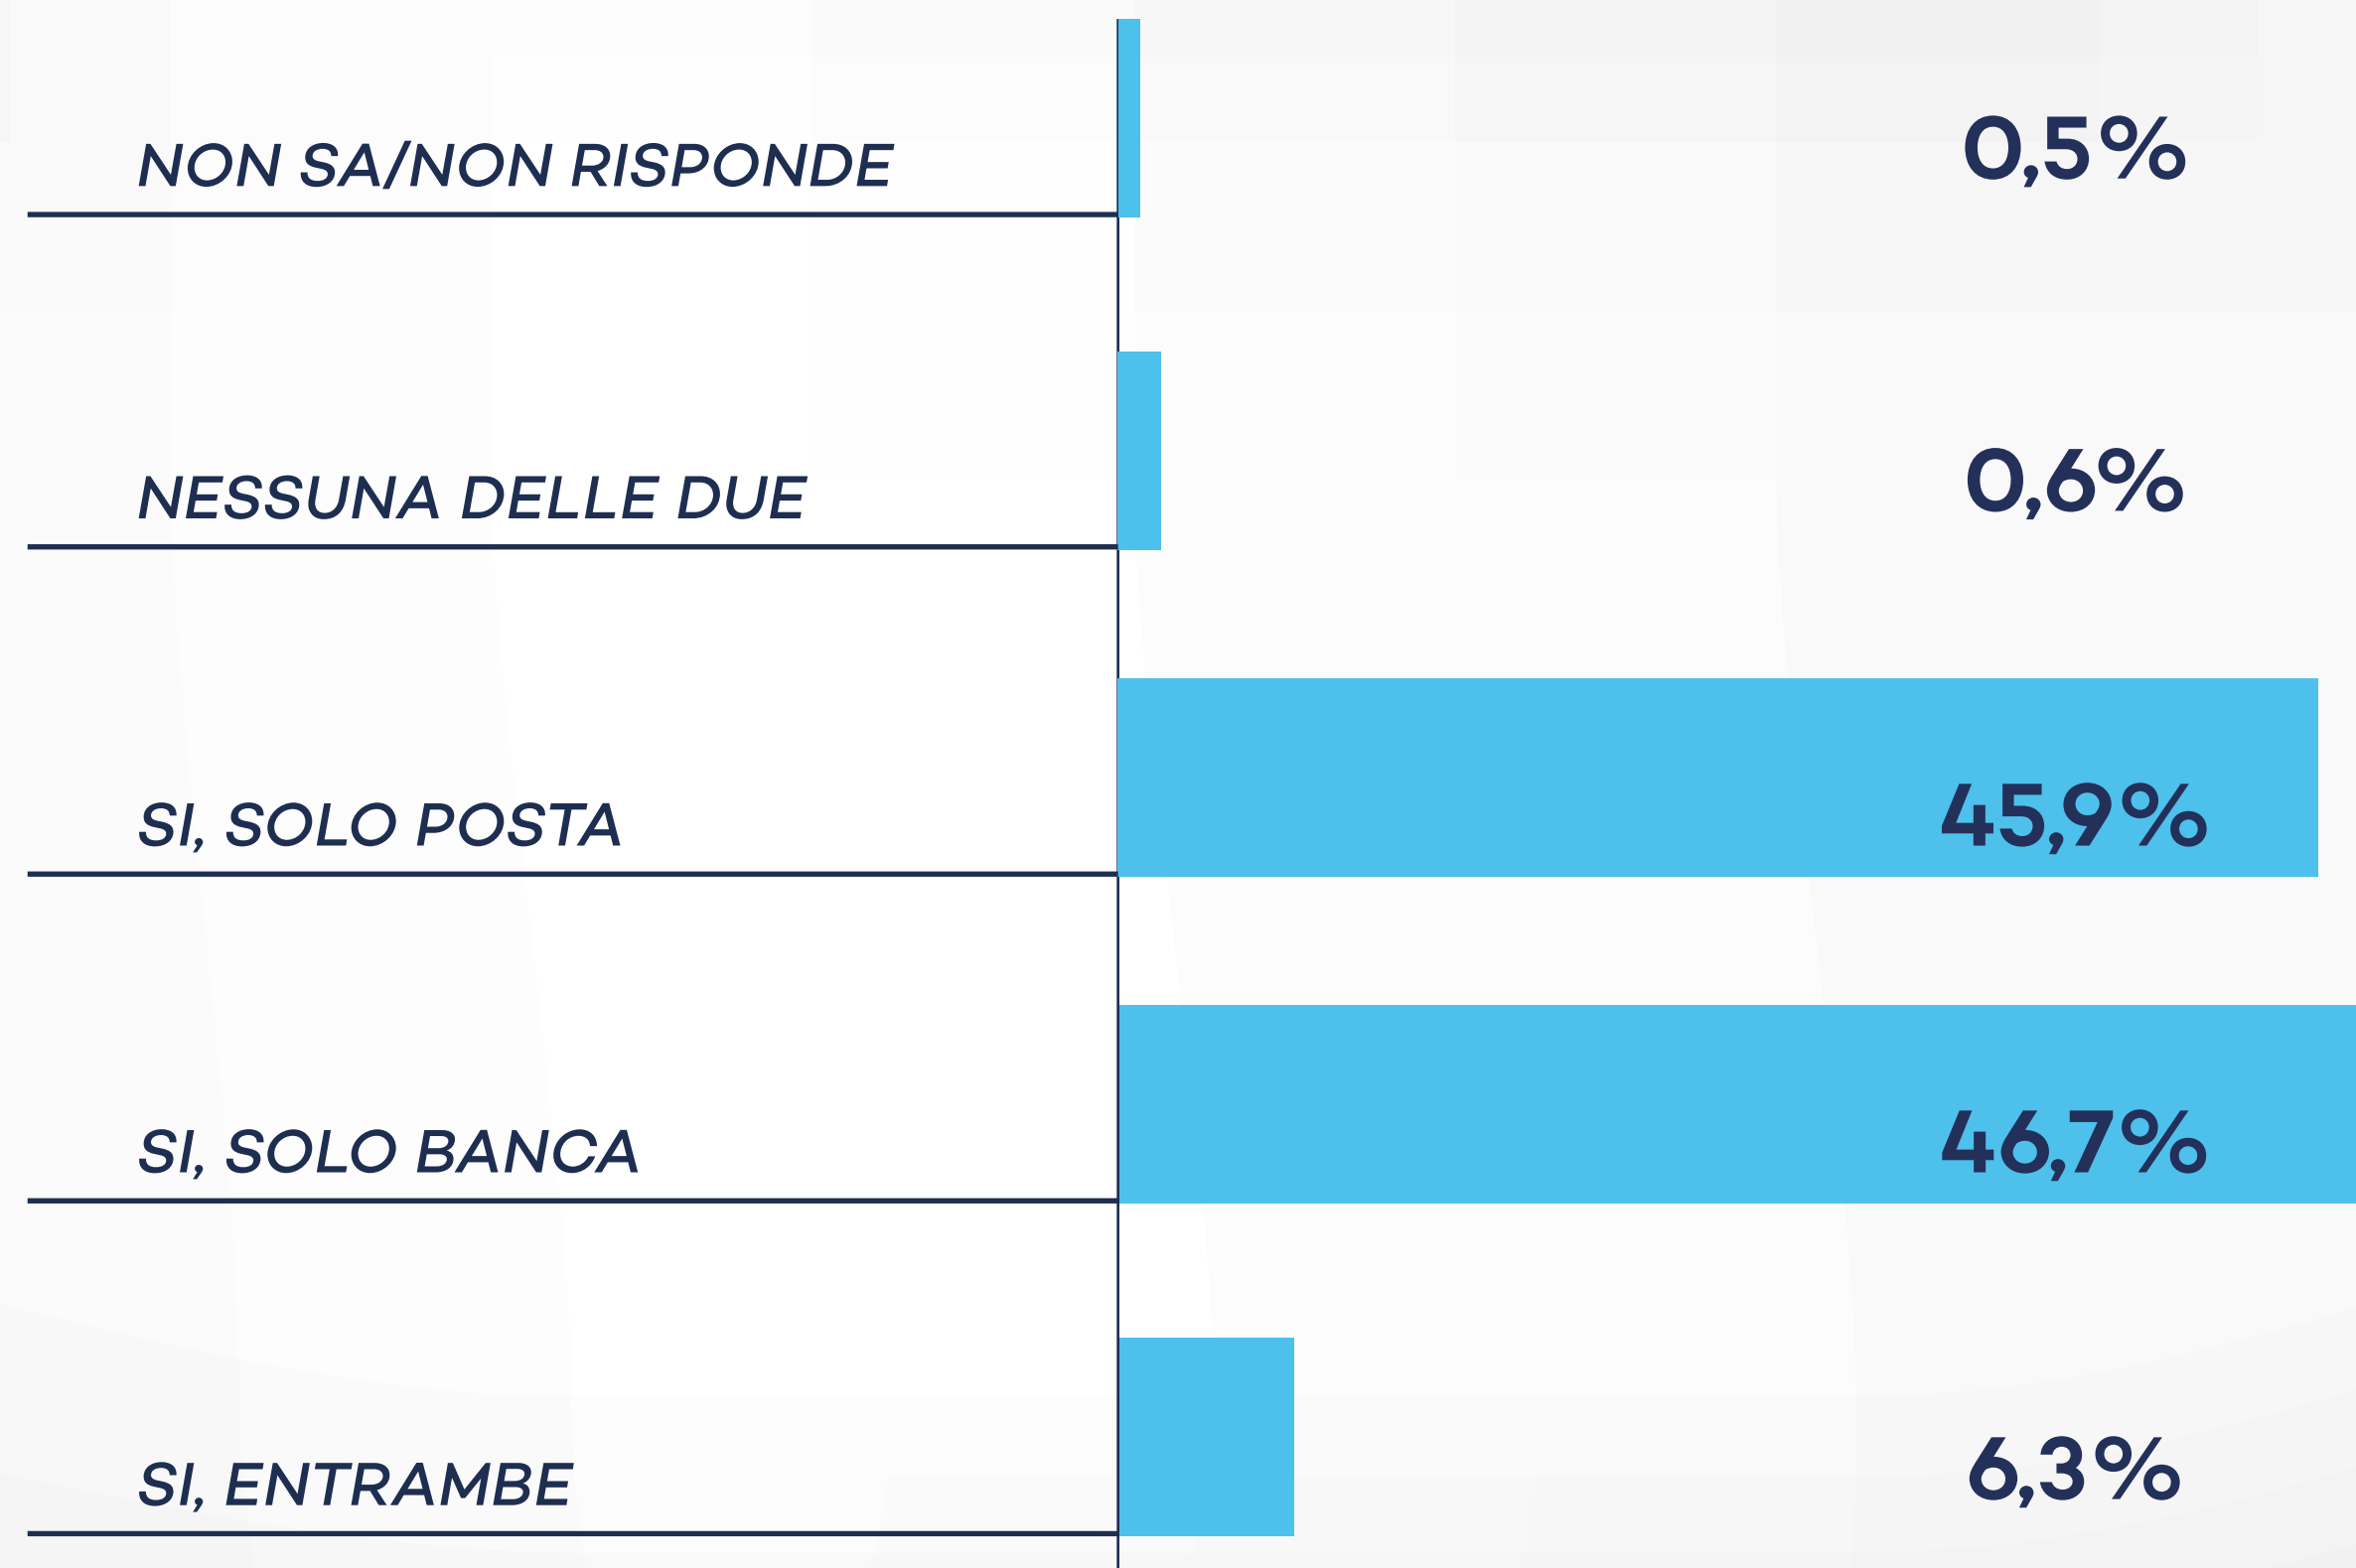 NON SA/NON RISPONDE 0,5%
NESSUNA DELLE DUE 0,6%
SI, SOLO POSTA 45,9%
SI, SOLO BANCA 46,7%
SI, ENTRAMBE 6,3%